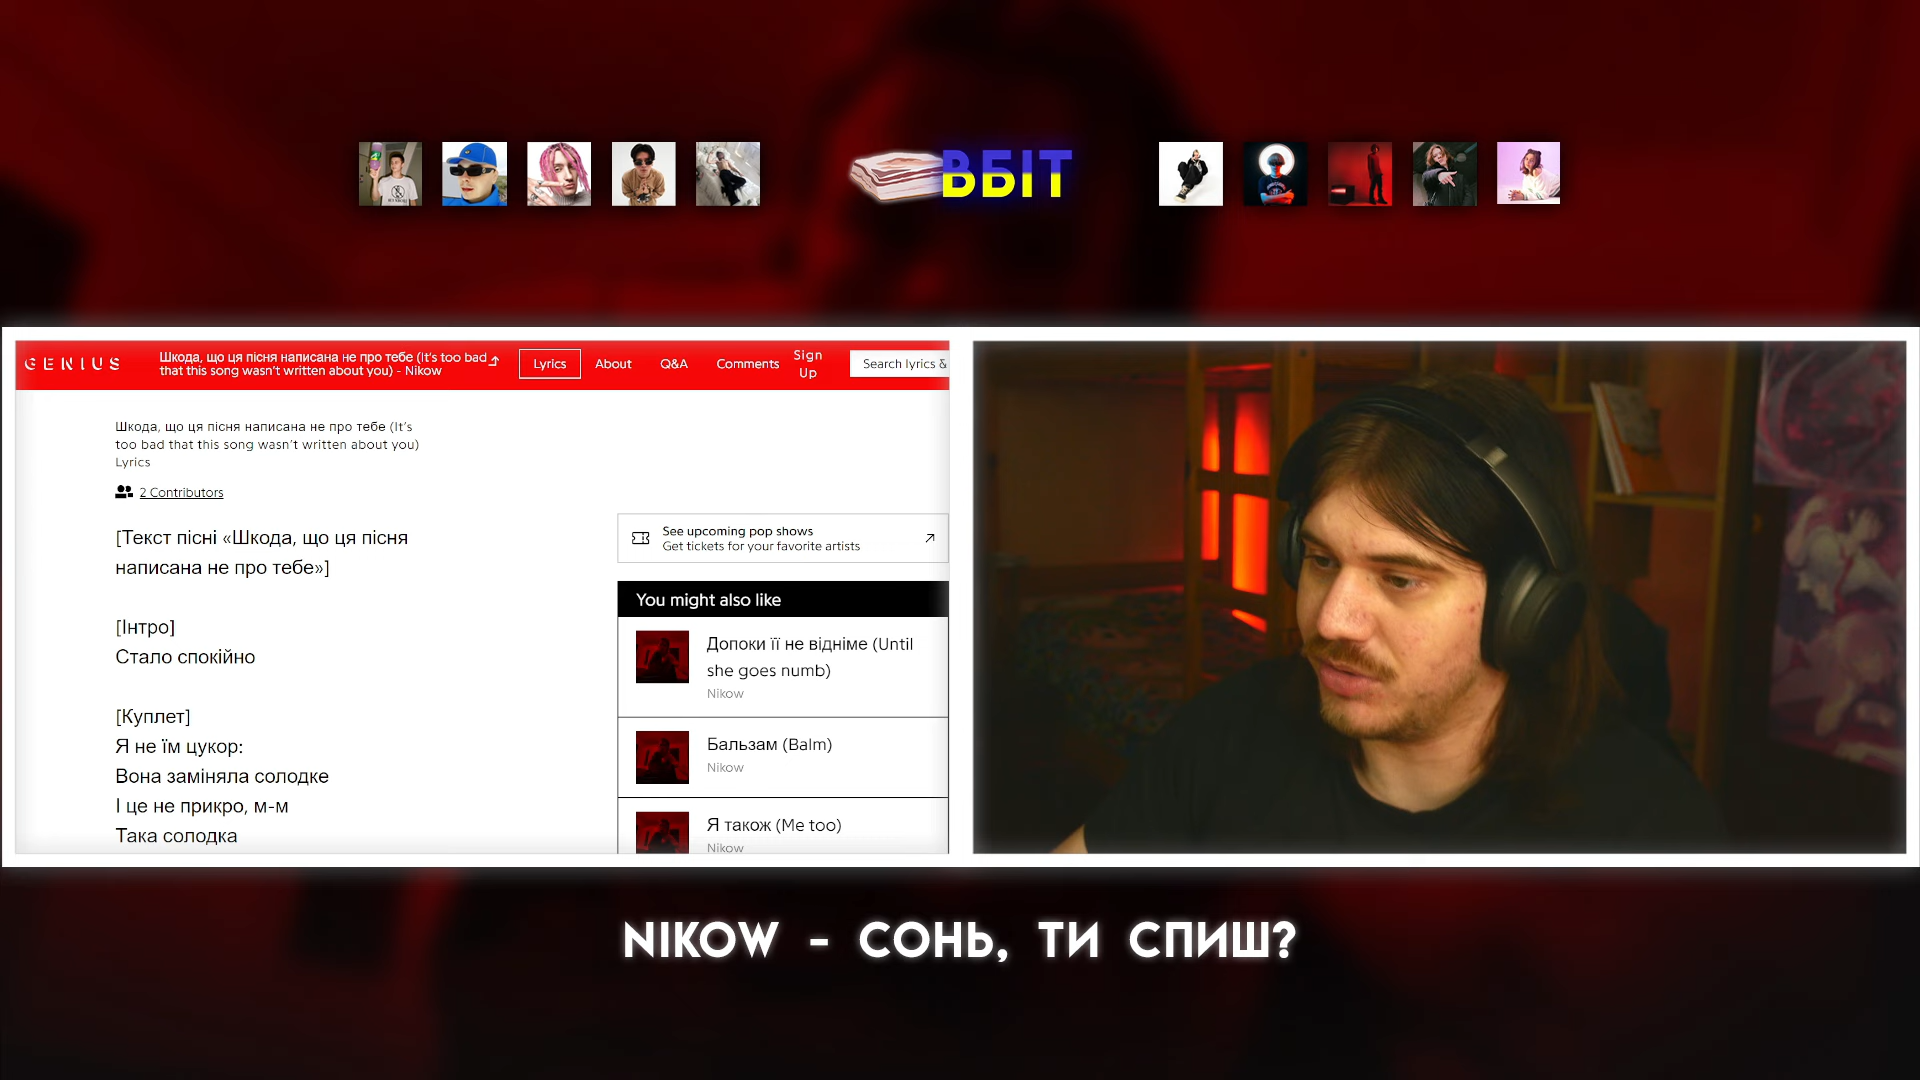 ВБІТ
GENIUS
Шкода, що ця пісня написана не про тебе (It's too bad
that this song wasn't written about you) - Nikow
Lyrics
About
Q&A
Comments
Sign
Up
Search lyrics &
Шкода, що ця пісня написана не про тебе (It's
too bad that this song wasn't written about you)
Lyrics
2 Contributors
[Текст пісні «Шкода, що ця пісня
написана не про тебе»]
[Інтро]
Стало спокійно
[Куплет]
Я не їм цукор:
Вона заміняла солодке
І це не прикро, м-м
Така солодка
See upcoming pop shows
Get tickets for your favorite artists
You might also like
Допоки її не відніме (Until
she goes numb)
Nikow
Бальзам (Balm)
Nikow
Я також (Me too)
Nikow
NIKOW - СОНЬ, ТИ СПИШ?